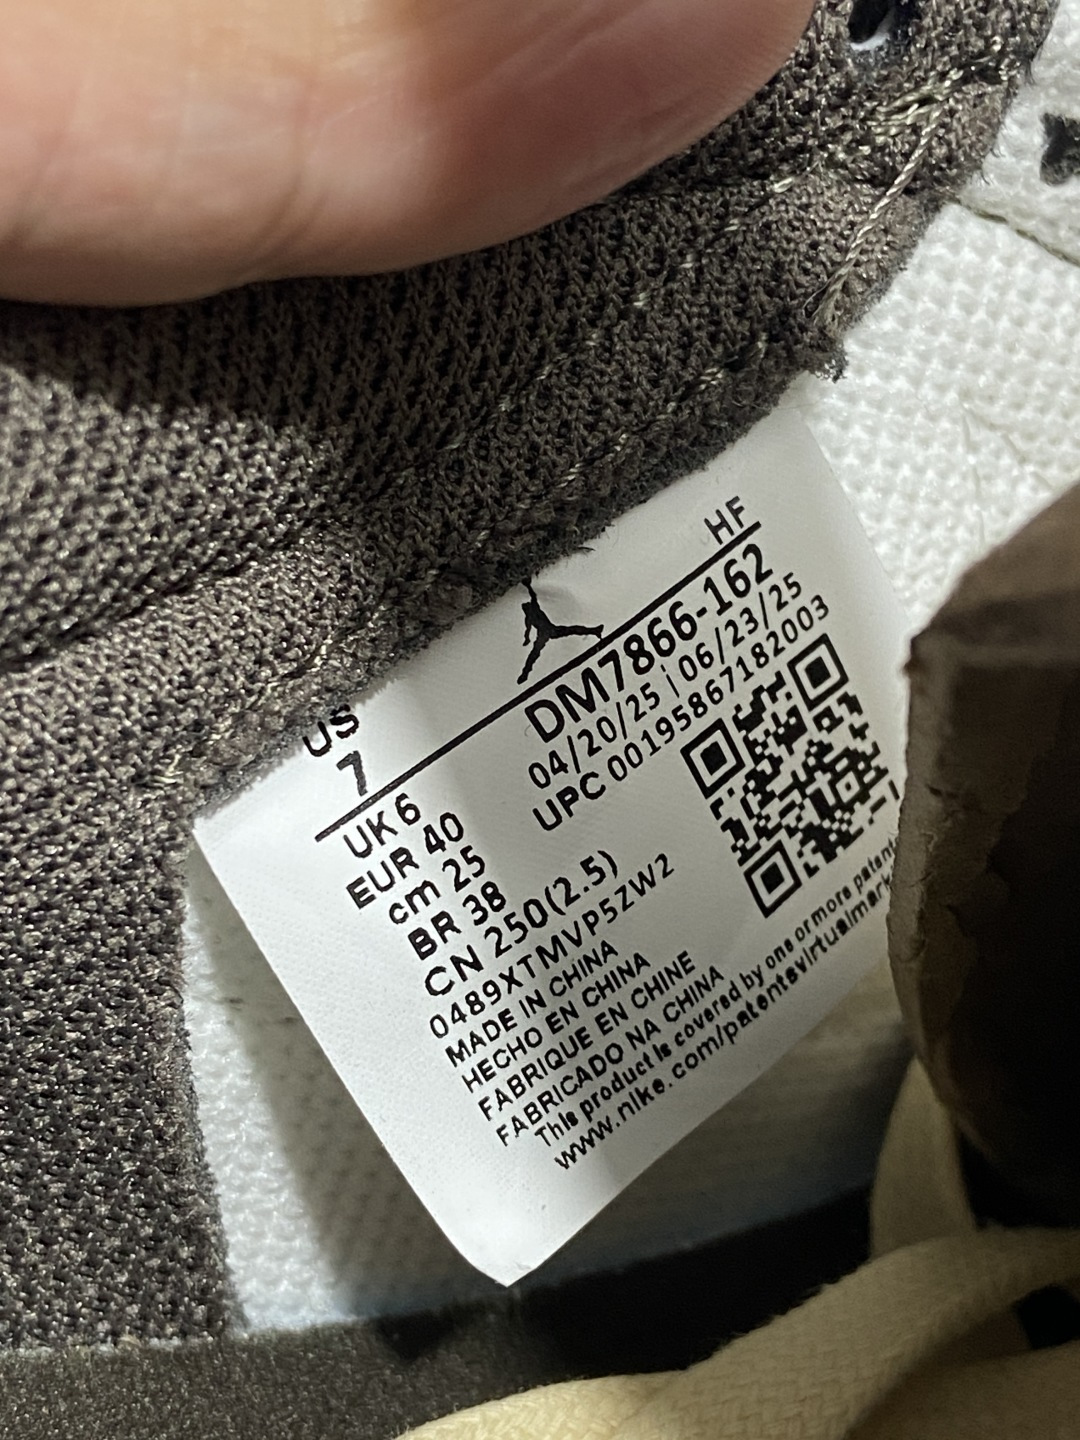 HF
US
7
DM7866-162
04/20/25 | 06/23/25
UPC 00195867182003
UK 6
EUR 40
cm 25
BR 38
CN 250(2.5)
0489XTMVP5ZW2
MADE IN CHINA
HECHO EN CHINA
FABRIQUE EN CHINE
FABRICADO NA CHINA
This product is covered by one or more patent
www.nike.com/patentsvirtualmark